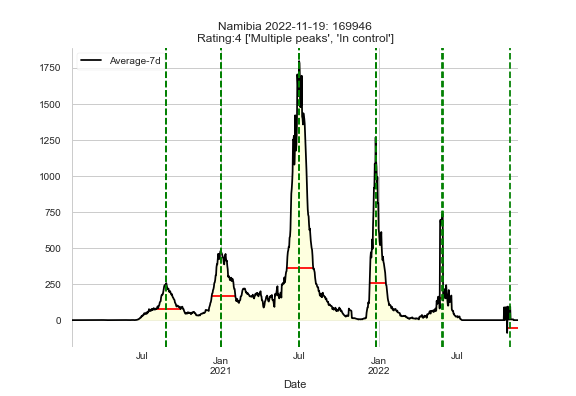 Namibia 2022-11-19: 169946
Rating:4 ['Multiple peaks', 'In control']
Average-7d
1750
1500
1250
1000
750
500
250
0
Jul
Jan
2021
Jul
Jan
2022
Jul
Date